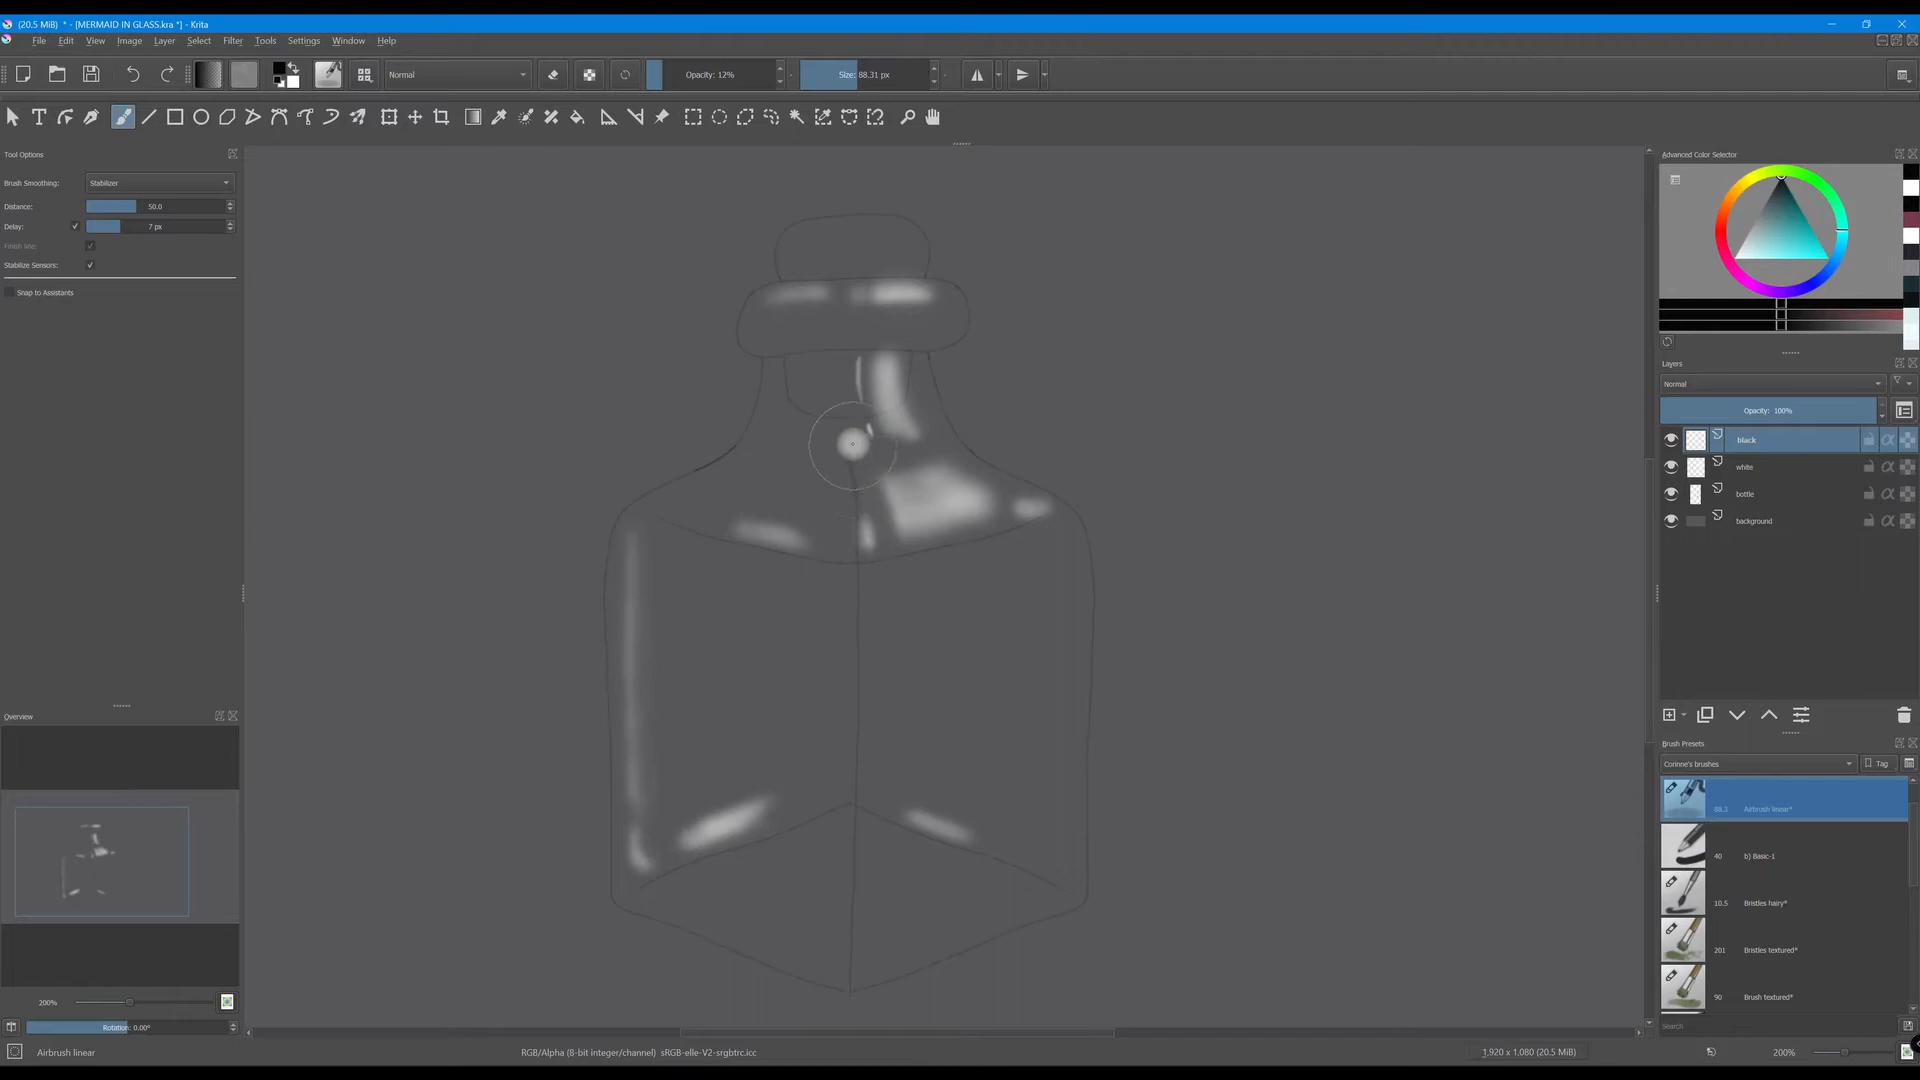 (20.5 MiB) * - [MERMAID IN GLASS.kra *] - Krita
File Edit View Image Layer Select Filter Tools Settings Window Help
Normal Opacity: 12% Size: 88.31 px
Tool Options
Brush Smoothing: Stabilizer
Distance: 50.0
Delay: 7 px
Finish line:
Stabilize Sensors:
Snap to Assistants
Overview
200%
Rotation: 0.00°
Airbrush linear
RGB/Alpha (8-bit integer/channel) sRGB-elle-V2-srgbtrc.icc
1,920 x 1,080 (20.5 MiB)
200%
Advanced Color Selector
Layers
Normal
Opacity: 100%
black
white
bottle
background
Brush Presets
Corinne's brushes Tag
88.3 Airbrush linear*
40 b) Basic-1
10.5 Bristles hairy*
201 Bristles textured*
90 Brush textured*
Search